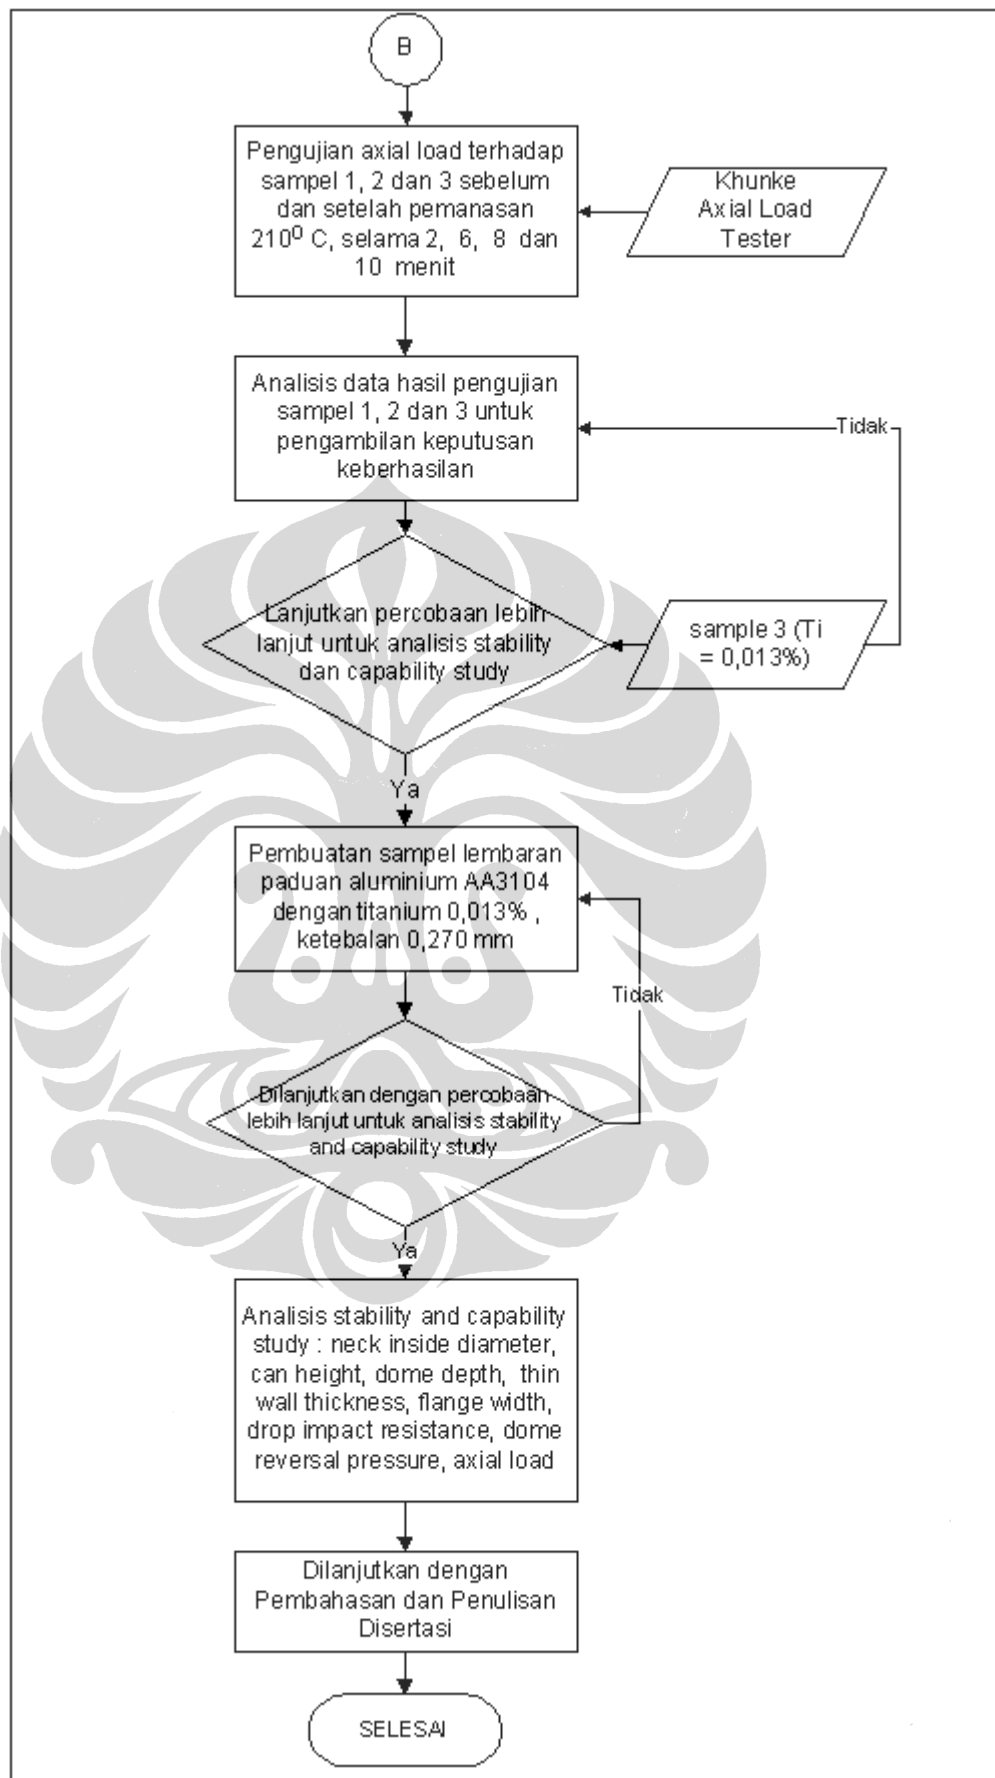 B
Pengujian axial load terhadap
sampel 1, 2 dan 3 sebelum
dan setelah pemanasan
210⁰ C, selama 2, 6, 8 dan
10 menit
Khunke
Axial Load
Tester
Analisis data hasil pengujian
sampel 1, 2 dan 3 untuk
pengambilan keputusan
keberhasilan
Tidak
Lanjutkan percobaan lebih
lanjut untuk analisis stability
dan capability study
sample 3 (Ti
= 0,013%)
Ya
Pembuatan sampel lembaran
paduan aluminium AA3104
dengan titanium 0,013% ,
ketebalan 0,270 mm
Tidak
Dilanjutkan dengan percobaan
lebih lanjut untuk analisis stability
and capability study
Ya
Analisis stability and capability
study : neck inside diameter,
can height, dome depth, thin
wall thickness, flange width,
drop impact resistance, dome
reversal pressure, axial load
Dilanjutkan dengan
Pembahasan dan Penulisan
Disertasi
SELESAI